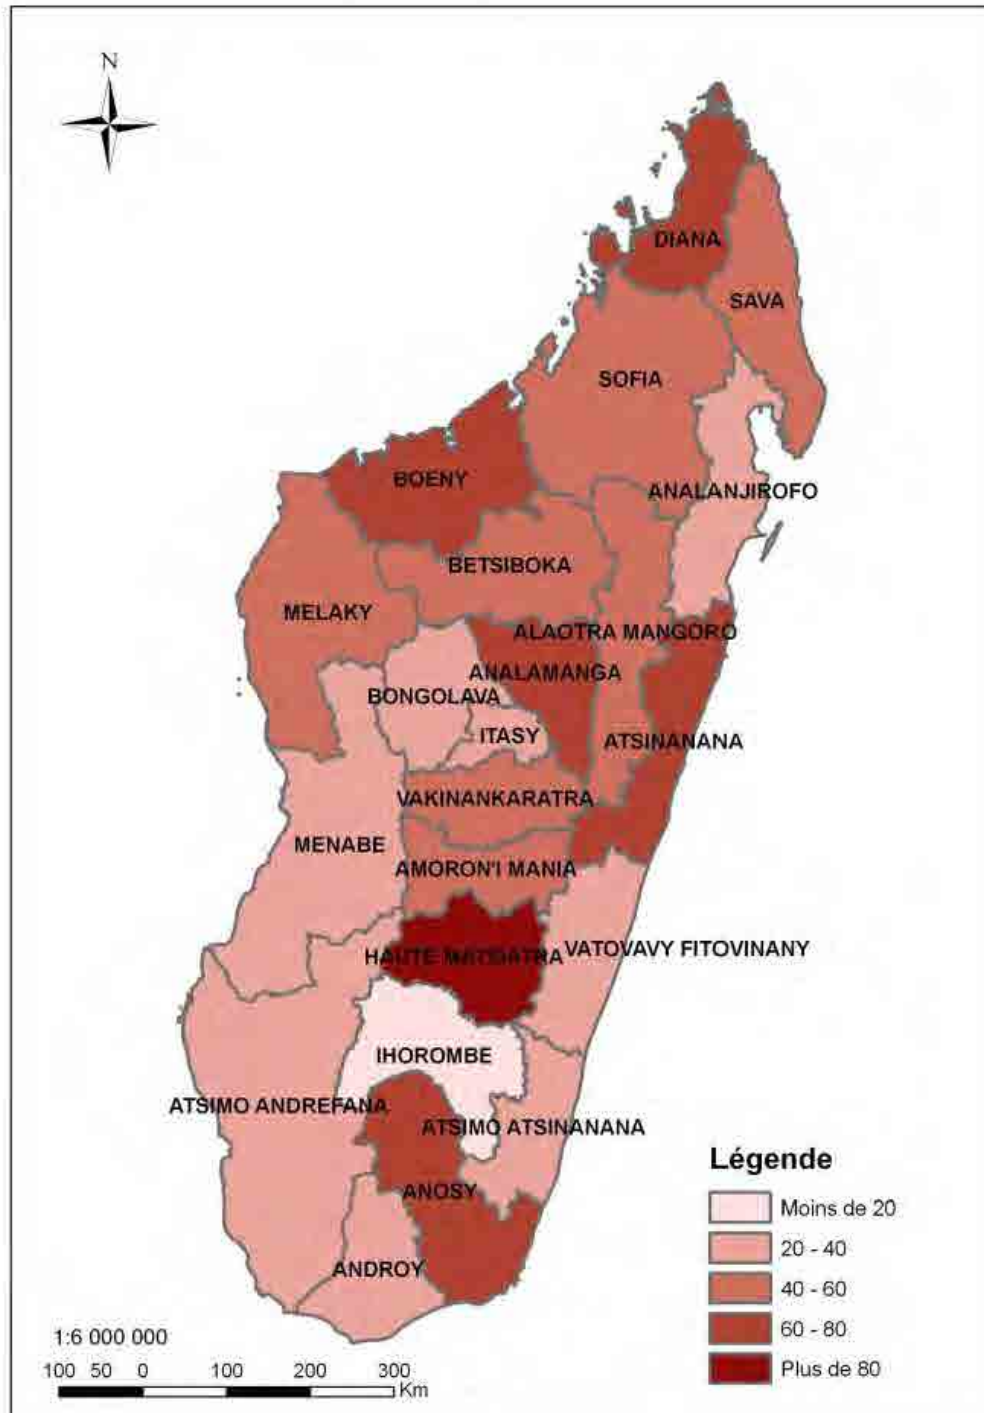 N
DIANA
SAVA
SOFIA
BOENY
ANALANJIROFO
BETSIBOKA
MELAKY
ALAOTRA MANGORO
ANALAMANGA
BONGOLAVA
ITASY
ATSINANANA
VAKINANKARATRA
MENABE
AMORON'I MANIA
VATOVAVY FITOVINANY
HAUTE MATSIATRA
IHOROMBE
ATSIMO ANDREFANA
ATSIMO ATSINANANA
ANOSY
ANDROY
Légende
Moins de 20
20 - 40
40 - 60
60 - 80
Plus de 80
1:6 000 000
100 50 0 100 200 300
Km